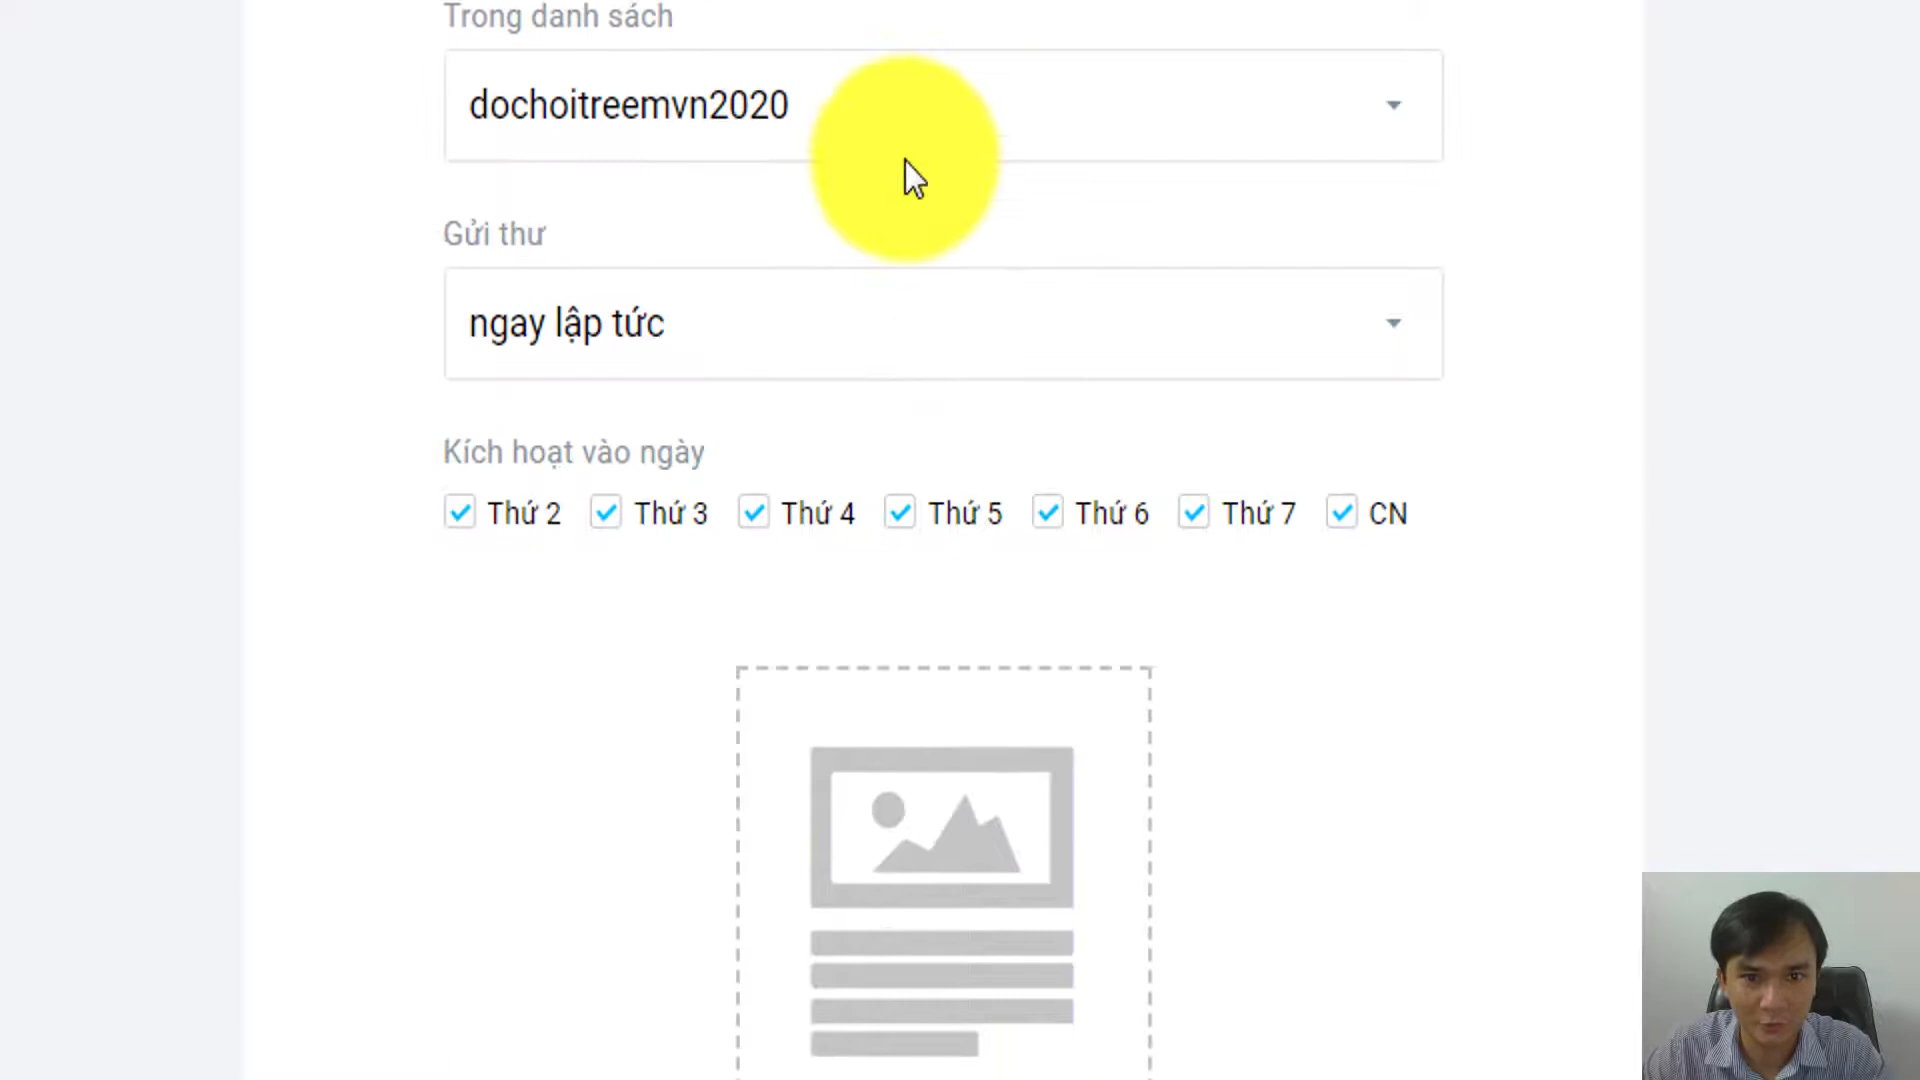 Trong danh sách
dochoitreemvn2020
Gửi thư
ngay lập tức
Kích hoạt vào ngày
Thứ 2 Thứ 3 Thứ 4 Thứ 5 Thứ 6 Thứ 7 CN